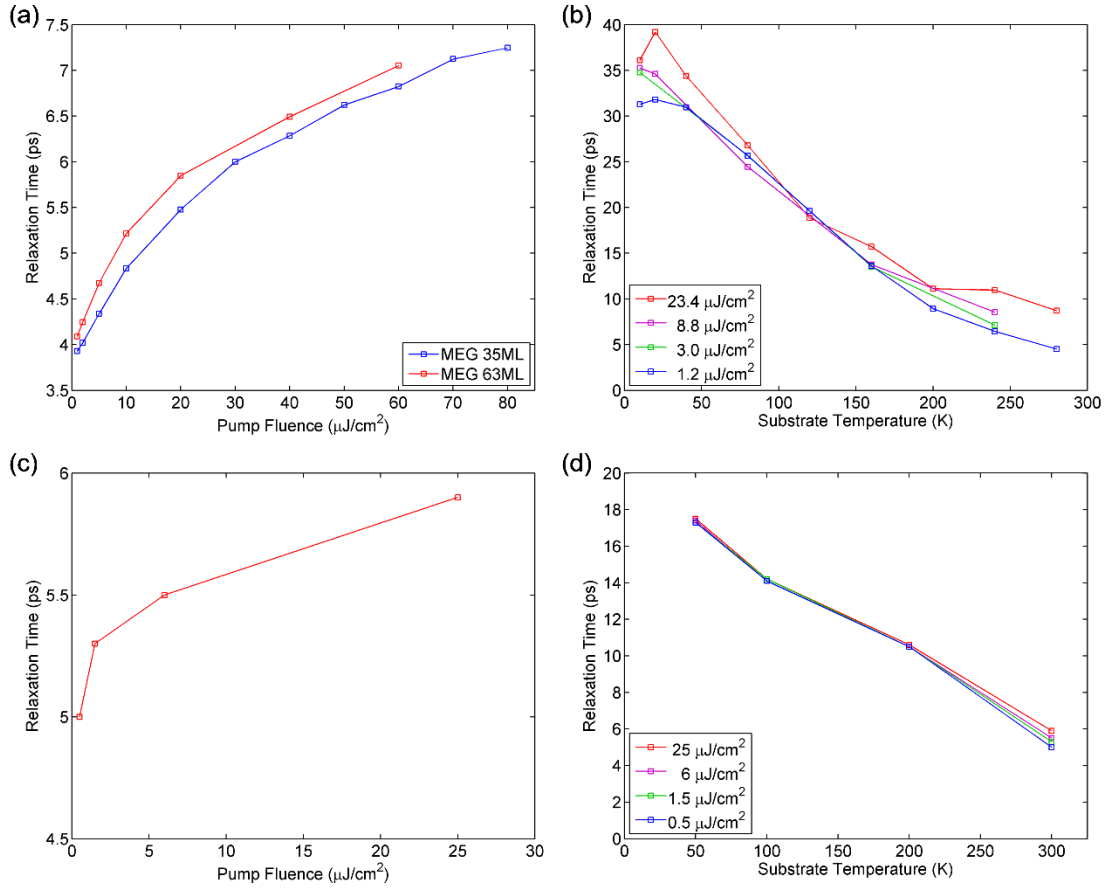 (a)
7.5
7
6.5
6
5.5
5
4.5
4
3.5
0
10
20
30
40
50
60
70
80
Relaxation Time (ps)
Pump Fluence (μJ/cm²)
MEG 35ML
MEG 63ML
(b)
40
35
30
25
20
15
10
5
0
0
50
100
150
200
250
300
Relaxation Time (ps)
Substrate Temperature (K)
23.4 μJ/cm²
8.8 μJ/cm²
3.0 μJ/cm²
1.2 μJ/cm²
(c)
6
5.5
5
4.5
0
5
10
15
20
25
30
Relaxation Time (ps)
Pump Fluence (μJ/cm²)
(d)
20
18
16
14
12
10
8
6
4
2
0
0
50
100
150
200
250
300
Relaxation Time (ps)
Substrate Temperature (K)
25 μJ/cm²
6 μJ/cm²
1.5 μJ/cm²
0.5 μJ/cm²